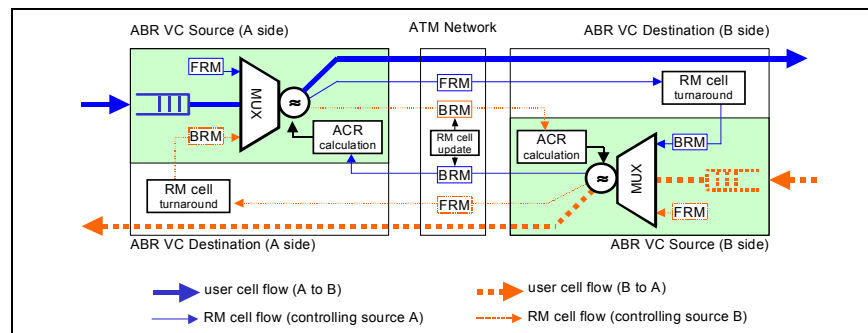 ABR VC Source (A side)
ATM Network
ABR VC Destination (B side)
FRM
MUX
≈
FRM
RM cell
turnaround
BRM
BRM
ACR
calculation
RM cell
update
ACR
calculation
BRM
BRM
≈
MUX
RM cell
turnaround
FRM
FRM
ABR VC Destination (A side)
ABR VC Source (B side)
user cell flow (A to B)
user cell flow (B to A)
RM cell flow (controlling source A)
RM cell flow (controlling source B)